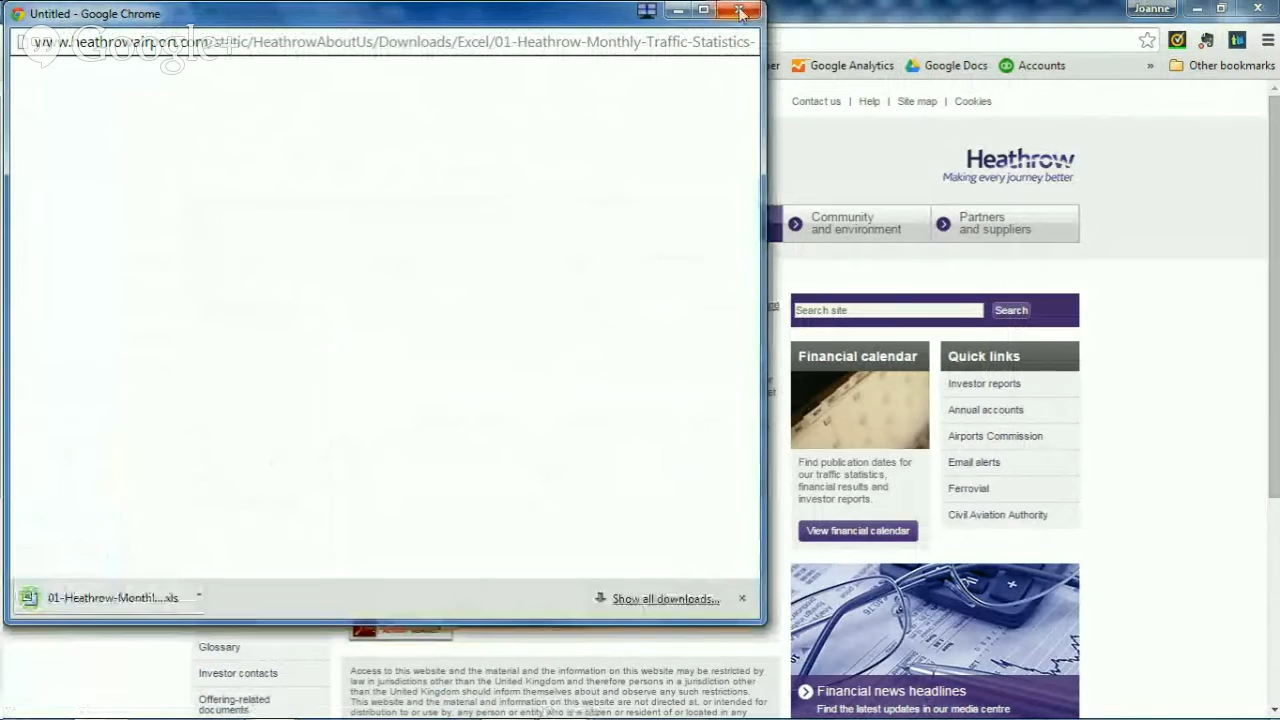 Untitled - Google Chrome
Joanne
www.heathrowairport.com/static/HeathrowAboutUs/Downloads/Excel/01-Heathrow-Monthly-Traffic-Statistics-
Google+
Google Analytics
Google Docs
Accounts
»
Other bookmarks
Contact us | Help | Site map | Cookies
Heathrow
Making every journey better
Community
and environment
Partners
and suppliers
Search site
Search
Financial calendar
Find publication dates for
our traffic statistics,
financial results and
investor reports.
View financial calendar
Quick links
Investor reports
Annual accounts
Airports Commission
Email alerts
Ferrovial
Civil Aviation Authority
01-Heathrow-Monthl....xls
Show all downloads...
Glossary
Investor contacts
Offering-related
documents
Access to this website and the material and the information on this website may be restricted by
law in jurisdictions other than the United Kingdom and therefore persons in a jurisdiction other
than the United Kingdom should inform themselves about and observe any such restrictions.
This website and the material and information on this website are not directed at, or intended for
distribution to or use by, any person or entity who is a citizen or resident of or located in any
Financial news headlines
Find the latest updates in our media centre